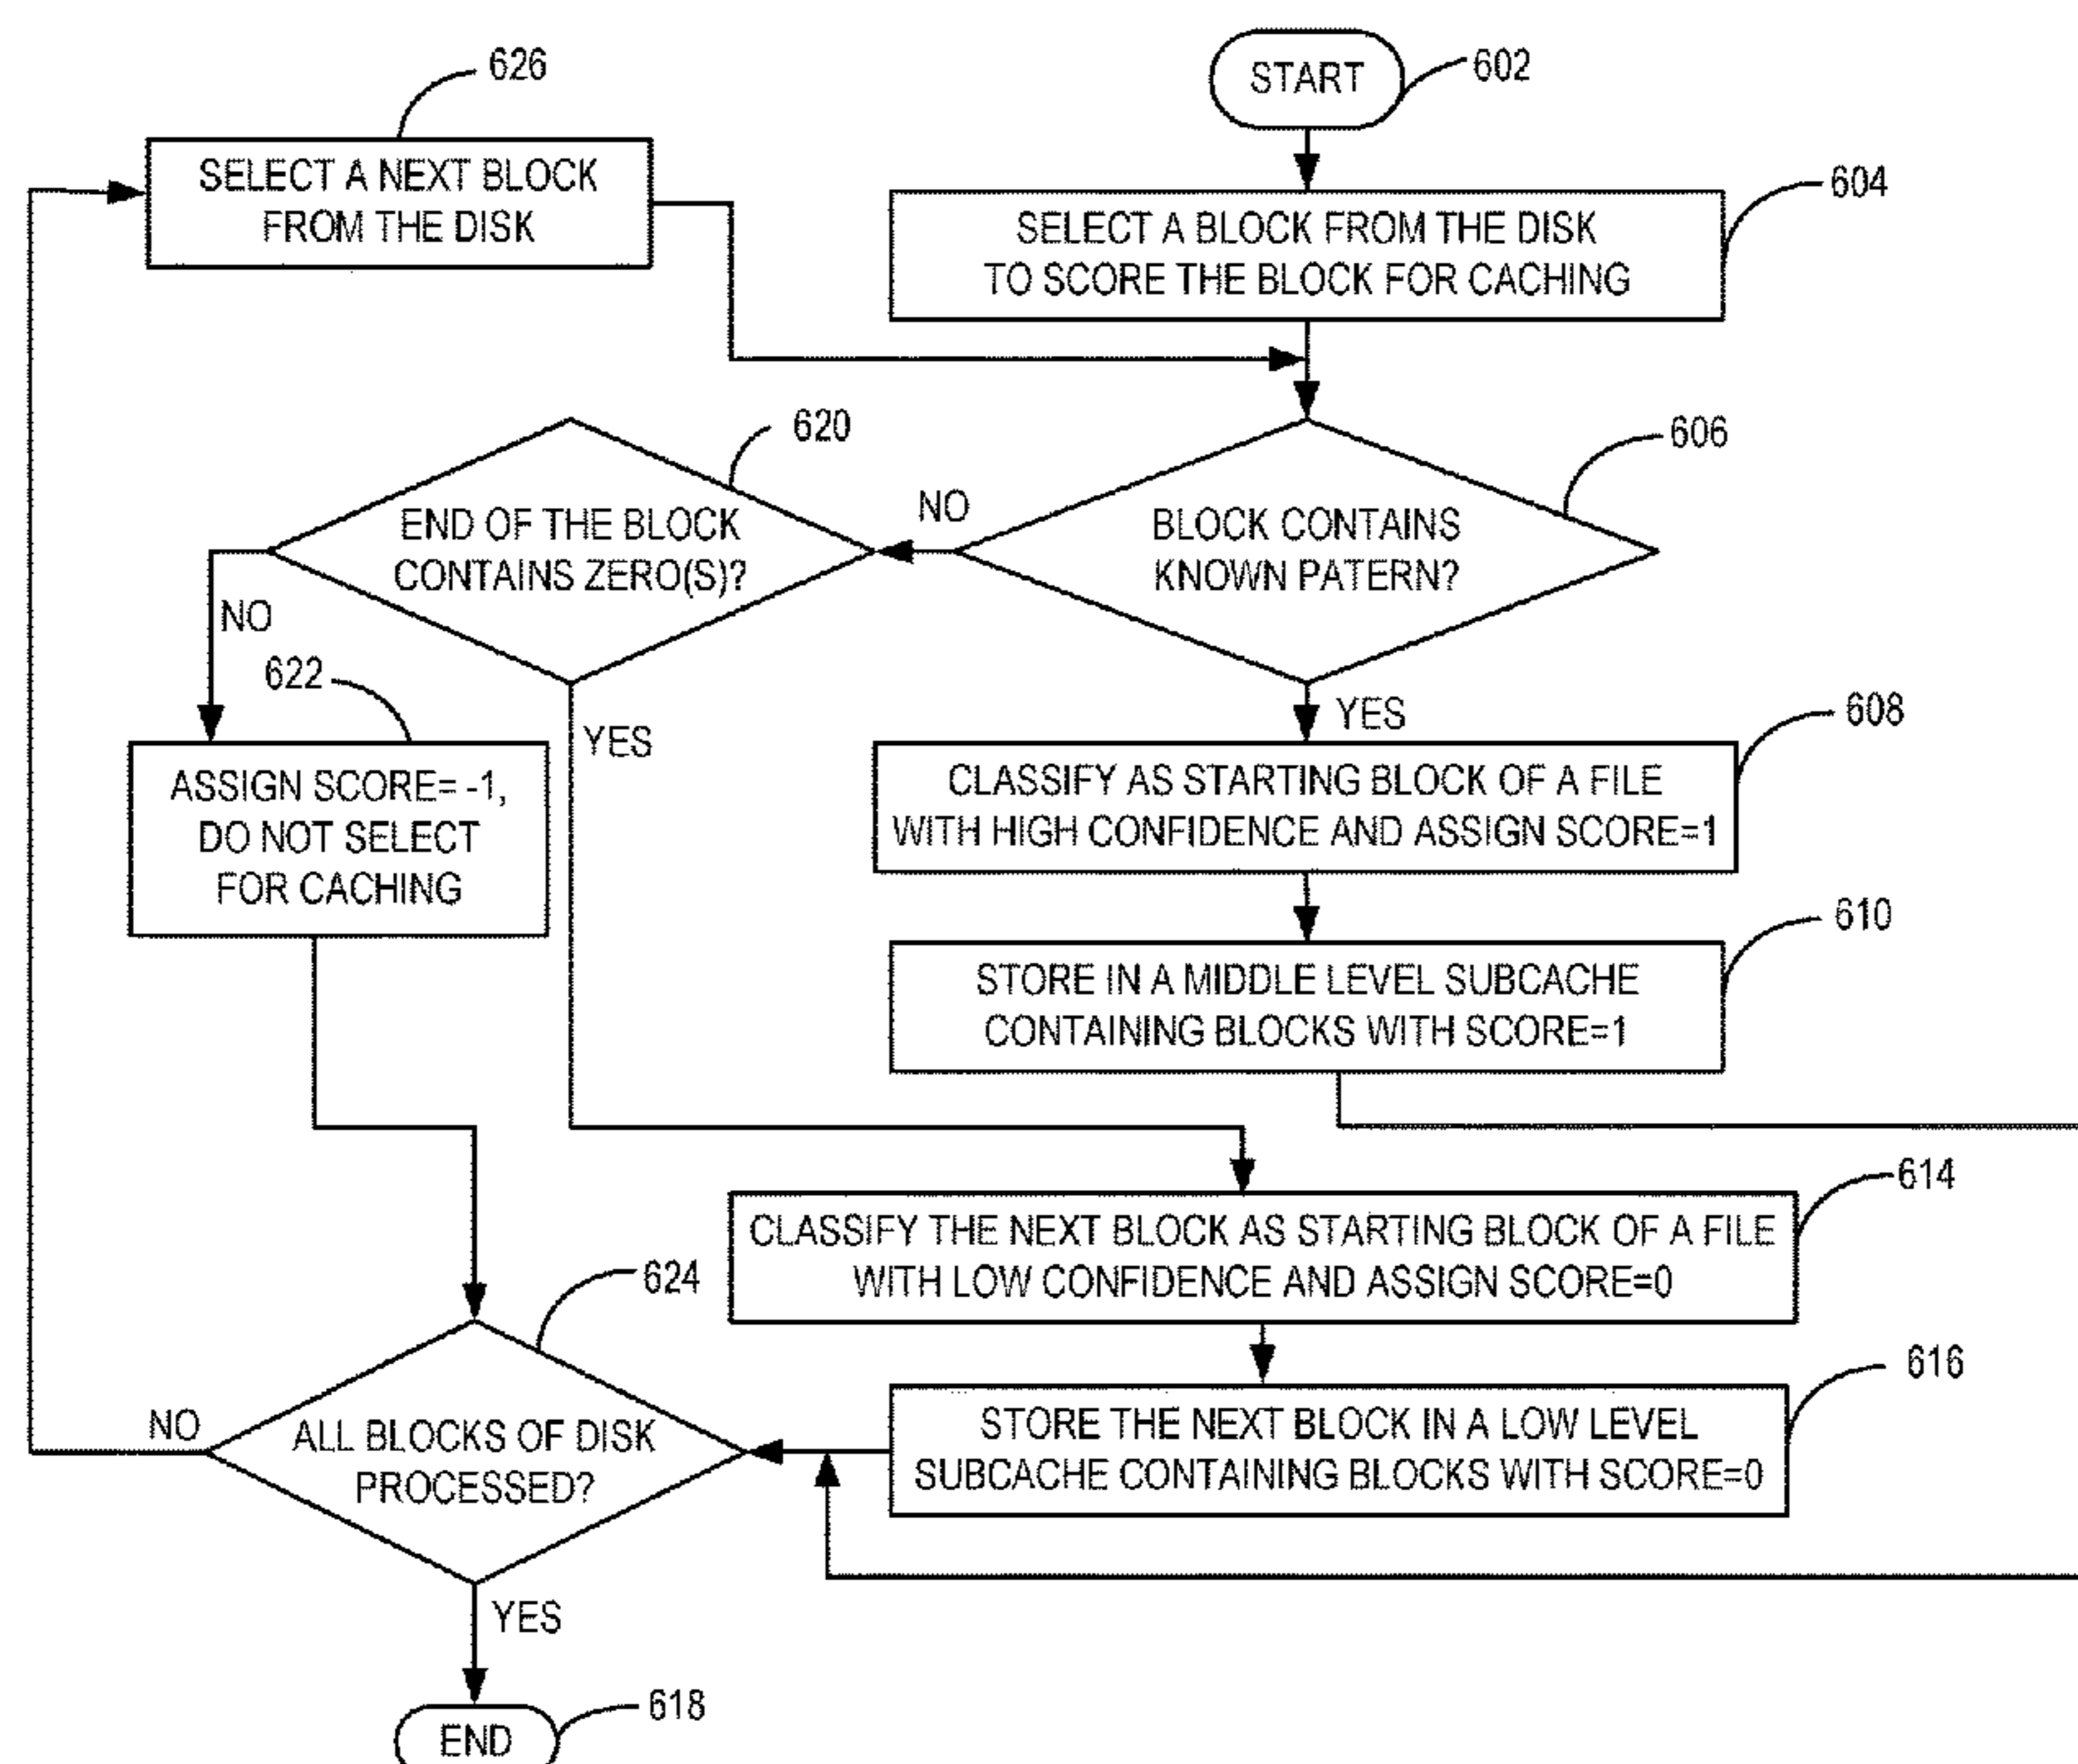 626
START
602
SELECT A NEXT BLOCK
FROM THE DISK
604
SELECT A BLOCK FROM THE DISK
TO SCORE THE BLOCK FOR CACHING
620
606
END OF THE BLOCK
CONTAINS ZERO(S)?
NO
BLOCK CONTAINS
KNOWN PATERN?
NO
622
YES
YES
608
ASSIGN SCORE= -1,
DO NOT SELECT
FOR CACHING
CLASSIFY AS STARTING BLOCK OF A FILE
WITH HIGH CONFIDENCE AND ASSIGN SCORE=1
610
STORE IN A MIDDLE LEVEL SUBCACHE
CONTAINING BLOCKS WITH SCORE=1
614
CLASSIFY THE NEXT BLOCK AS STARTING BLOCK OF A FILE
WITH LOW CONFIDENCE AND ASSIGN SCORE=0
624
616
NO
ALL BLOCKS OF DISK
PROCESSED?
STORE THE NEXT BLOCK IN A LOW LEVEL
SUBCACHE CONTAINING BLOCKS WITH SCORE=0
YES
618
END